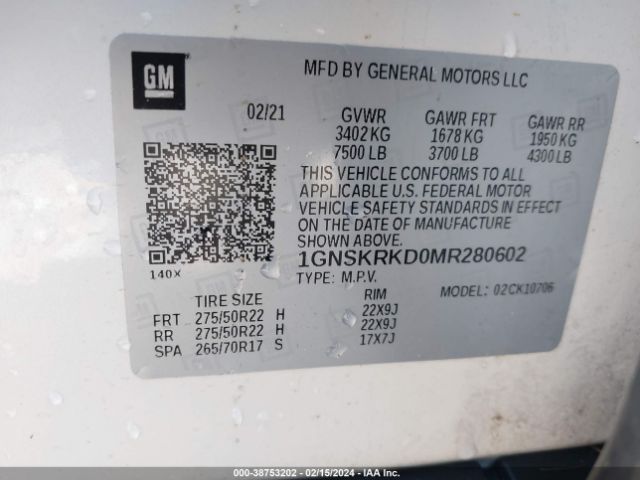 GM
MFD BY GENERAL MOTORS LLC
02/21 GVWR GAWR FRT GAWR RR
3402 KG 1678 KG 1950 KG
7500 LB 3700 LB 4300 LB
THIS VEHICLE CONFORMS TO ALL
APPLICABLE U.S. FEDERAL MOTOR
VEHICLE SAFETY STANDARDS IN EFFECT
ON THE DATE OF MANUFACTURE
SHOWN ABOVE.
1GNSKRKD0MR280602
140X
TYPE: M.P.V.
MODEL: 02CK10706
TIRE SIZE RIM
FRT 275/50R22 H 22X9J
RR 275/50R22 H 22X9J
SPA 265/70R17 S 17X7J
000-38753202 - 02/15/2024 - IAA Inc.